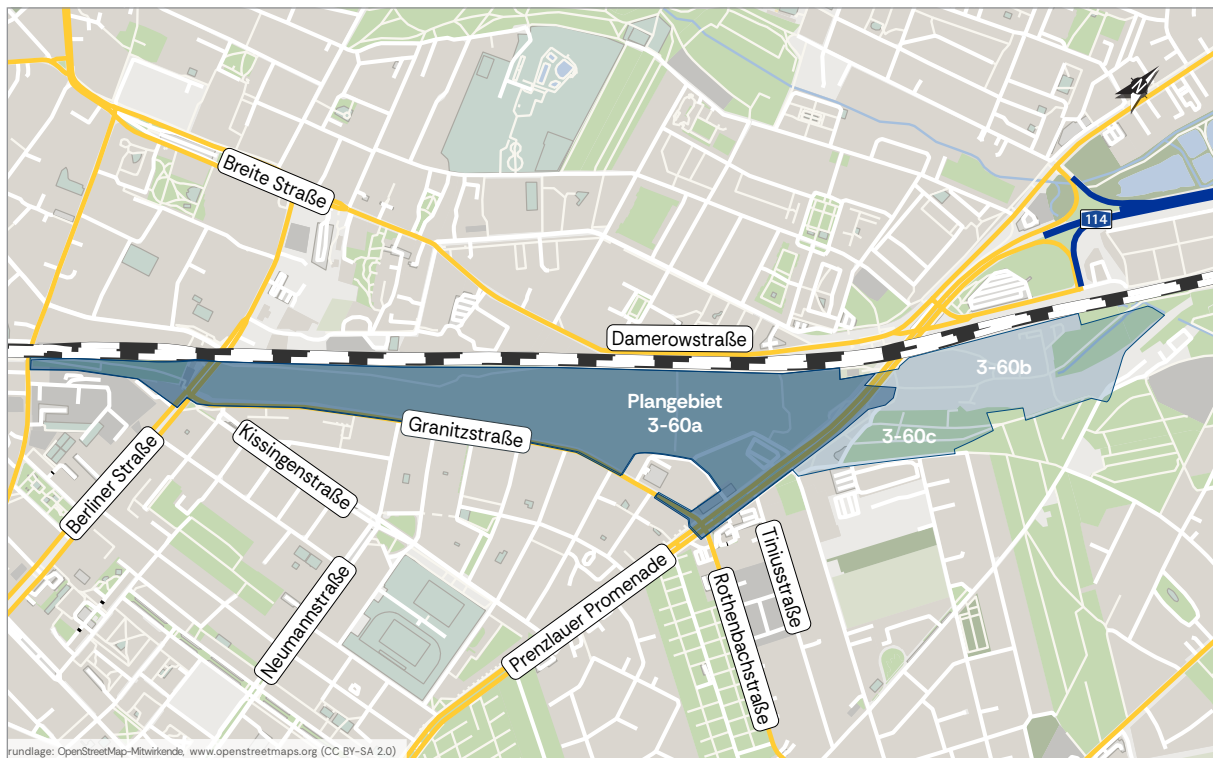 N
Breite Straße
114
Damerowstraße
3-60b
Plangebiet
3-60a
Granitzstraße
3-60c
Kissingenstraße
Berliner Straße
Tiniusstraße
Neumannstraße
Prenzlauer Promenade
Rothenbachstraße
rundlage: OpenStreetMap-Mitwirkende, www.openstreetmaps.org (CC BY-SA 2.0)